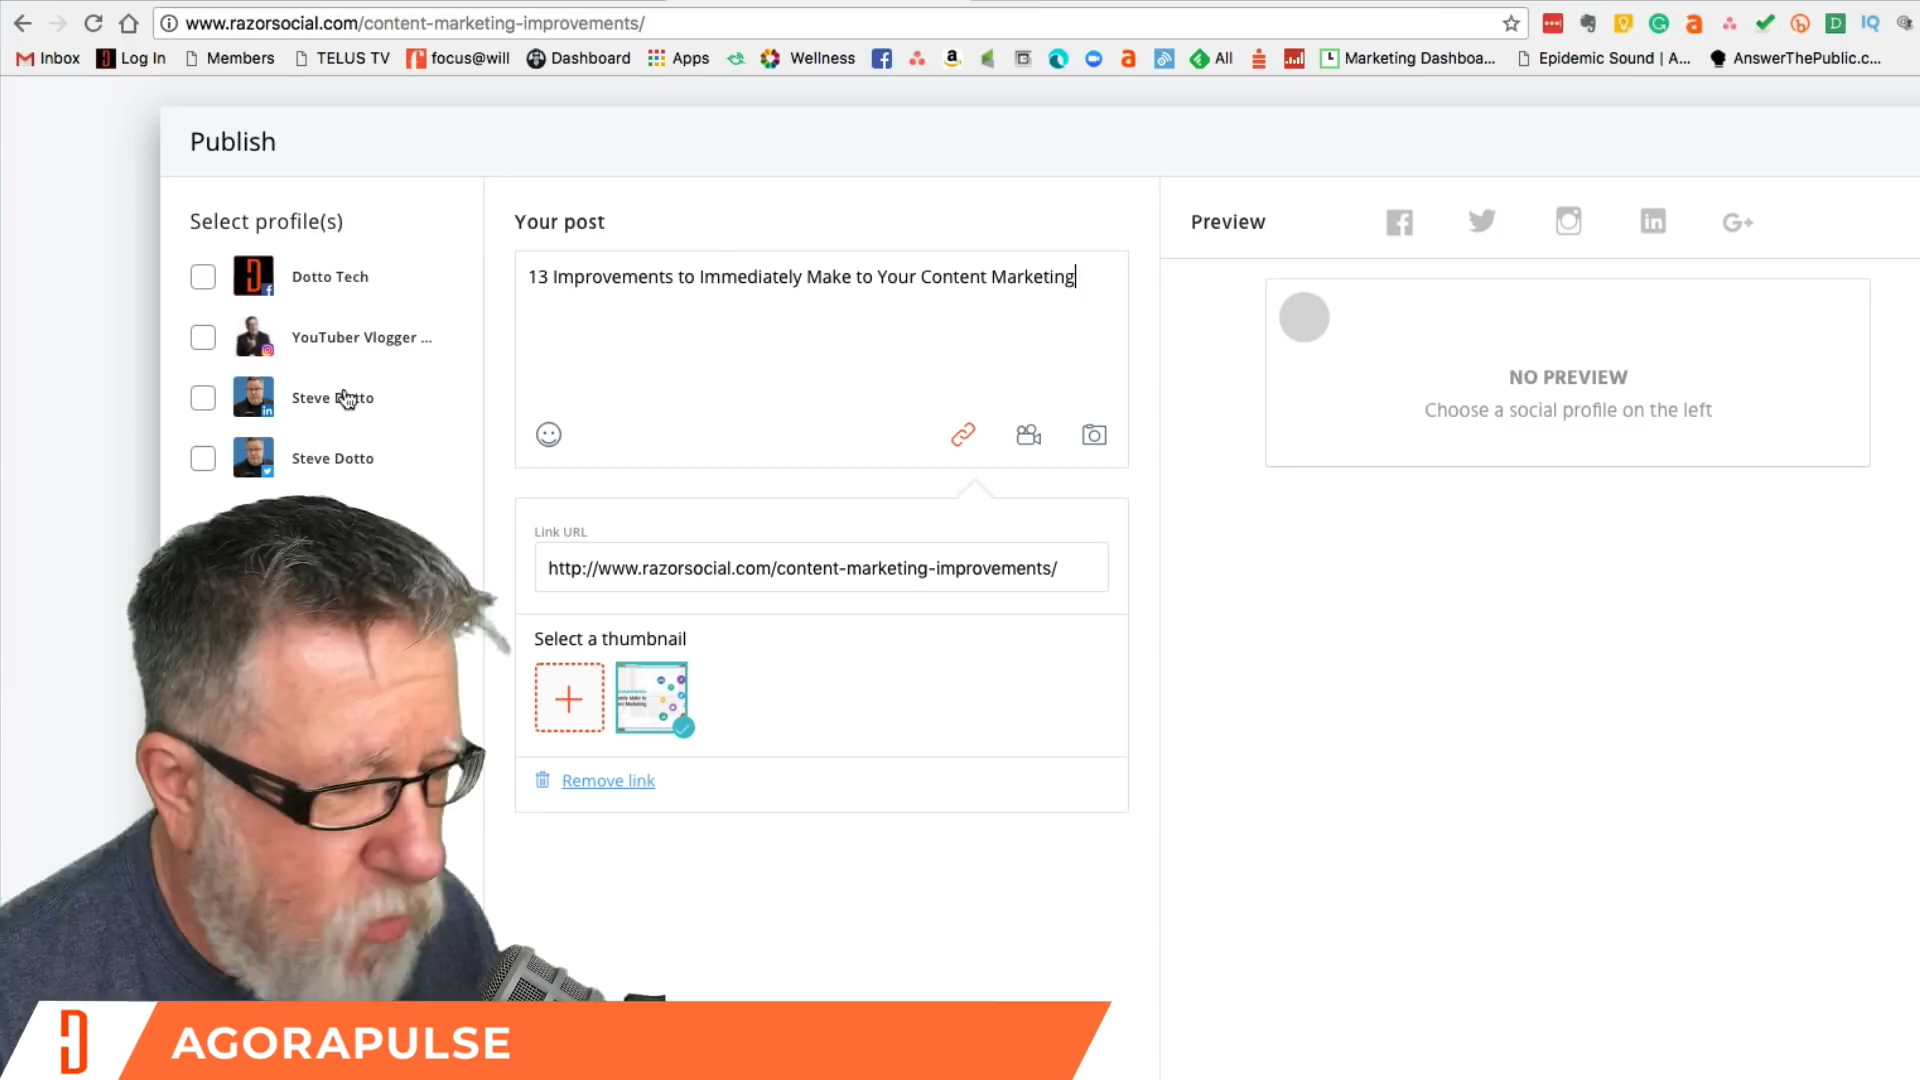 www.razorsocial.com/content-marketing-improvements/
Inbox Log In Members TELUS TV focus@will Dashboard Apps Wellness All Marketing Dashboa... Epidemic Sound | A... AnswerThePublic.c...
Publish
Select profile(s)
Dotto Tech
YouTuber Vlogger ...
Steve Dotto
Steve Dotto
Your post
13 Improvements to Immediately Make to Your Content Marketing
Link URL
http://www.razorsocial.com/content-marketing-improvements/
Select a thumbnail
Remove link
Preview
NO PREVIEW
Choose a social profile on the left
AGORAPULSE